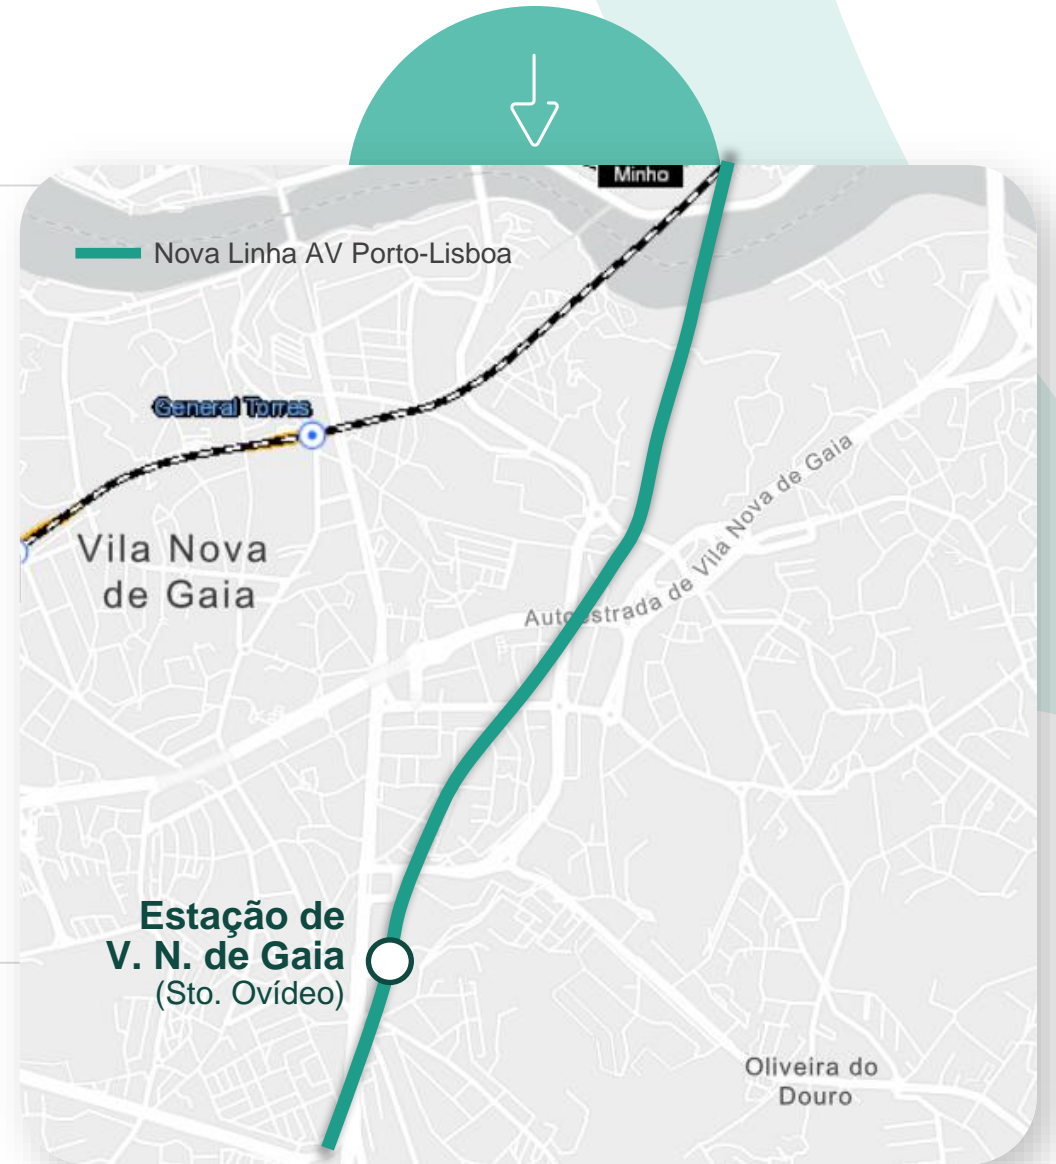 Minho
Nova Linha AV Porto-Lisboa
General Torres
Vila Nova
de Gaia
Autoestrada de Vila Nova de Gaia
Estação de
V. N. de Gaia
(Sto. Ovídeo)
Oliveira do
Douro